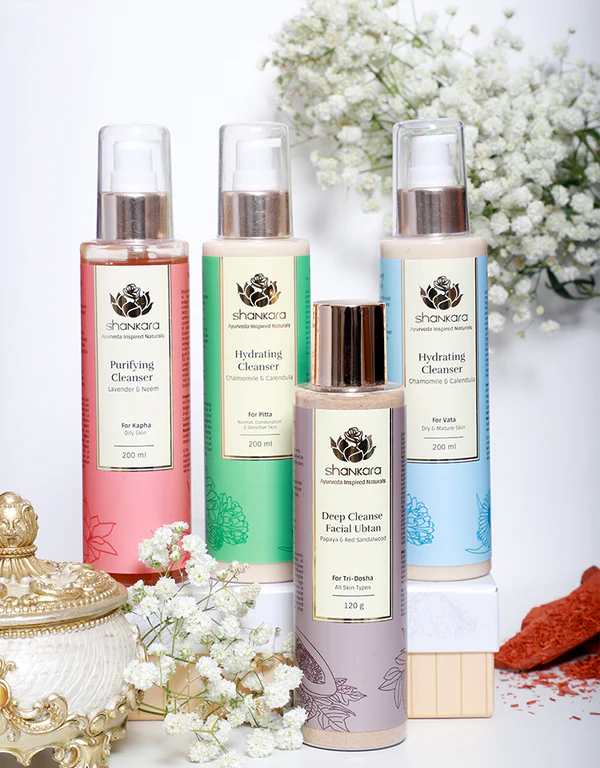 shankara
Ayurveda Inspired Naturals
Purifying
Cleanser
Lavender & Neem
For Kapha
Oily Skin
200 ml
shankara
Ayurveda Inspired Naturals
Hydrating
Cleanser
Chamomile & Calendula
For Pitta
Normal, Combination
& Sensitive Skin
200 ml
shankara
Ayurveda Inspired Naturals
Hydrating
Cleanser
Chamomile & Calendula
For Vata
Dry & Mature Skin
200 ml
shankara
Ayurveda Inspired Naturals
Deep Cleanse
Facial Ubtan
Papaya & Red Sandalwood
For Tri-Dosha
All Skin Types
120 g